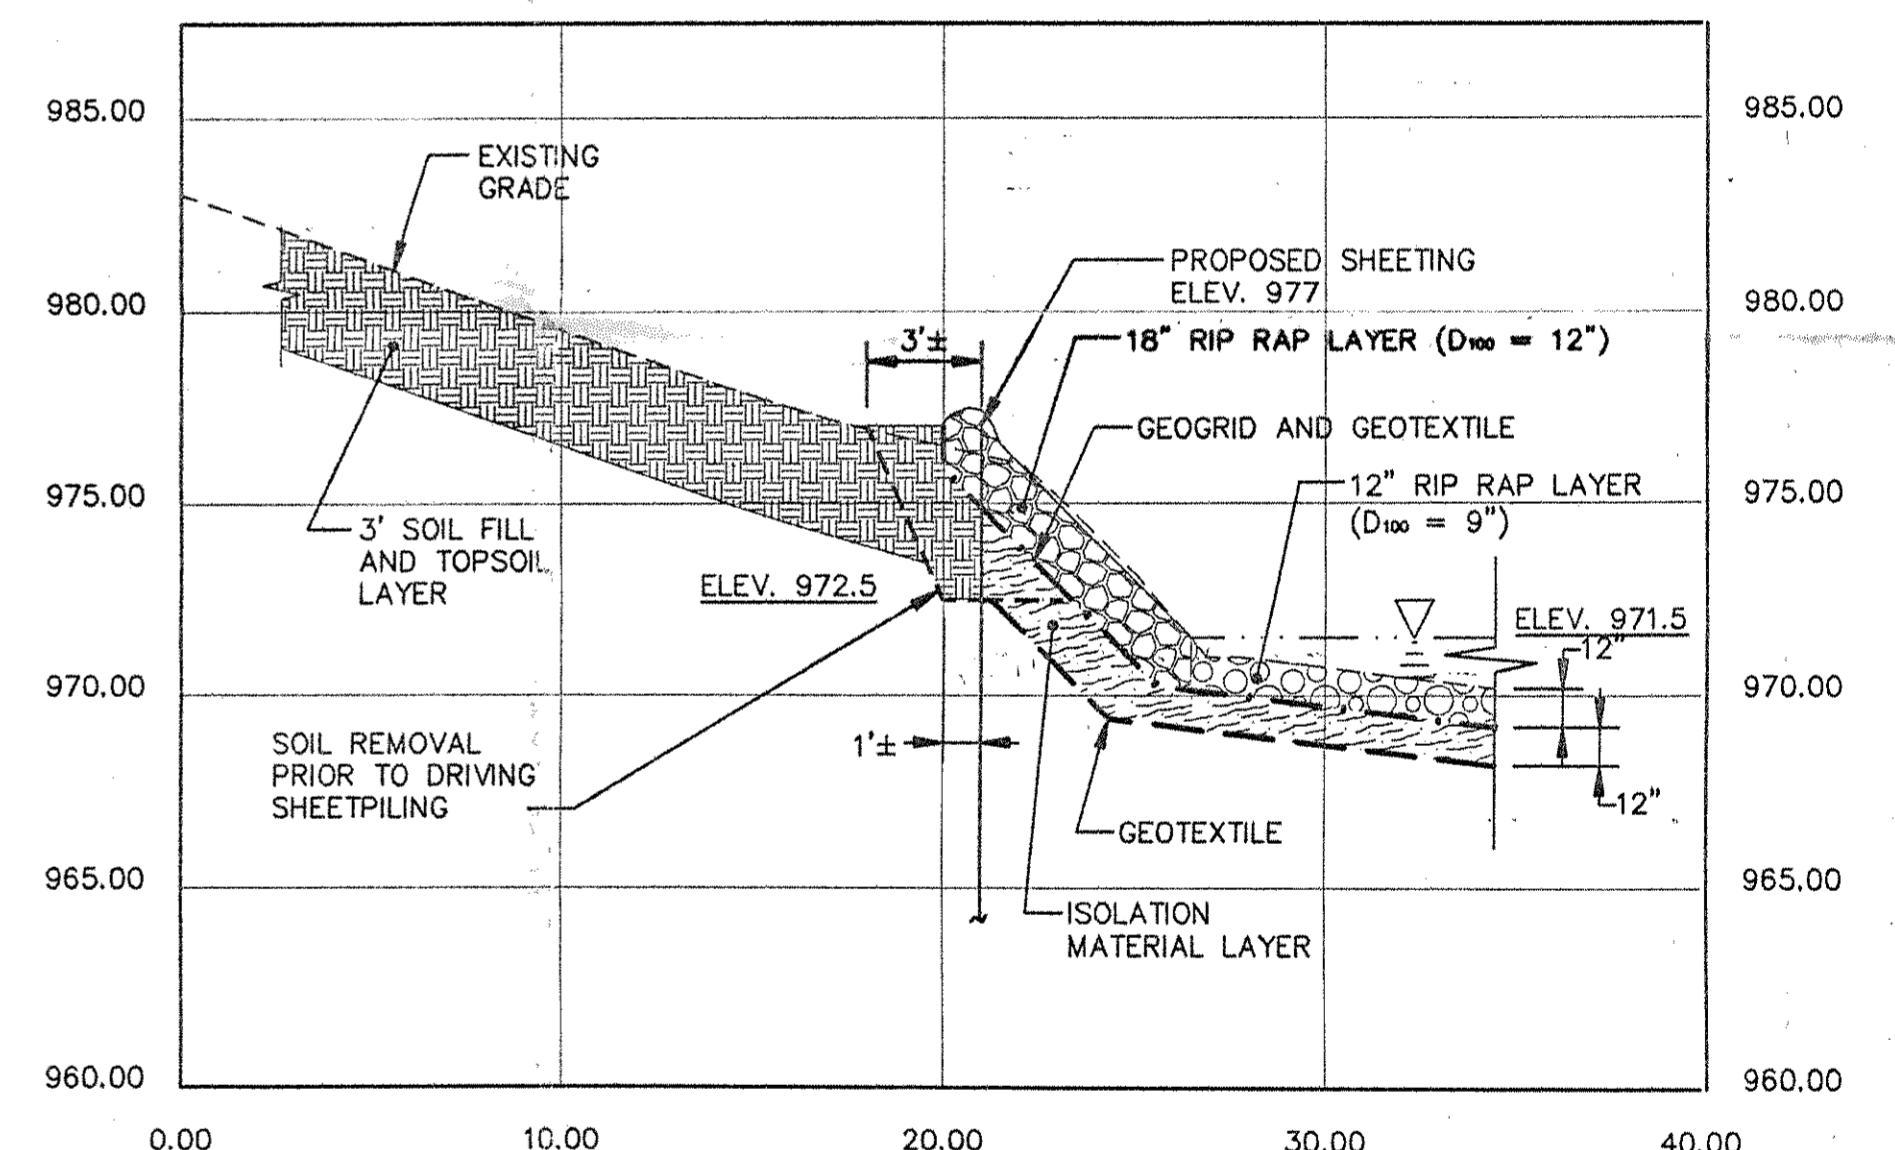 985.00
985.00
EXISTING
GRADE
PROPOSED SHEETING
ELEV. 977
980.00
980.00
3'±
18" RIP RAP LAYER (D₁₀₀ = 12")
GEOGRID AND GEOTEXTILE
12" RIP RAP LAYER
(D₁₀₀ = 9")
975.00
975.00
3' SOIL FILL
AND TOPSOIL
LAYER
ELEV. 972.5
ELEV. 971.5
12"
970.00
970.00
SOIL REMOVAL
PRIOR TO DRIVING
SHEETPILING
1'±
12"
GEOTEXTILE
965.00
965.00
ISOLATION
MATERIAL LAYER
960.00
960.00
0.00
10.00
20.00
30.00
40.00